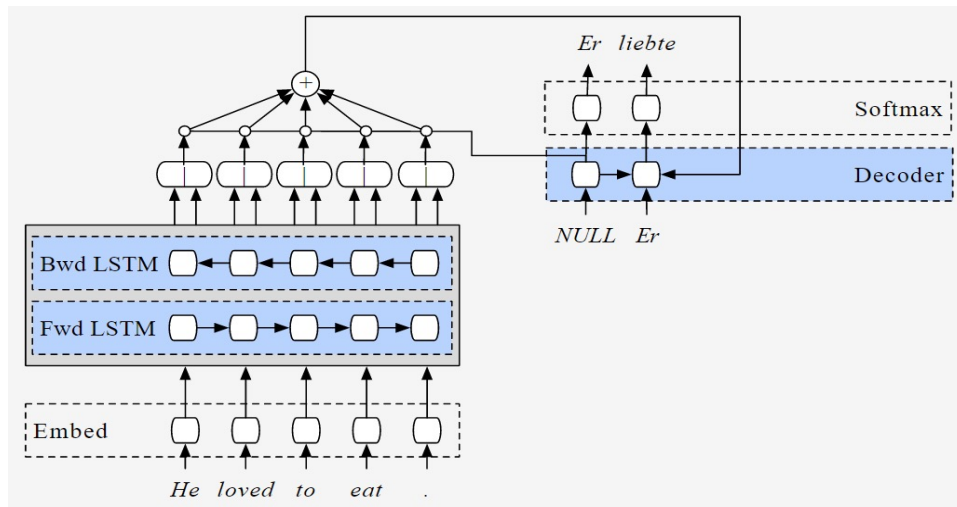 Er liebte
+
Softmax
Decoder
NULL Er
Bwd LSTM
Fwd LSTM
Embed
He loved to eat .